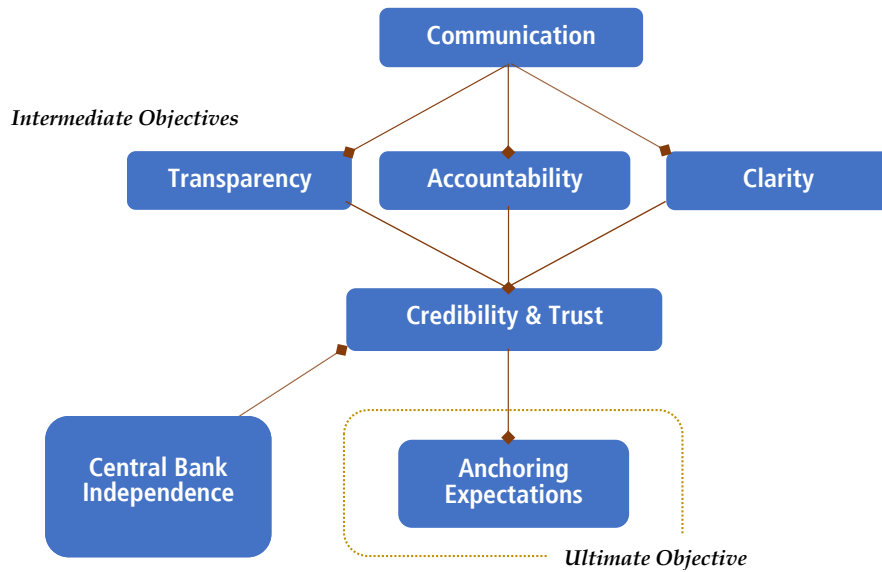 Communication
Intermediate Objectives
Transparency
Accountability
Clarity
Credibility & Trust
Central Bank
Independence
Anchoring
Expectations
Ultimate Objective